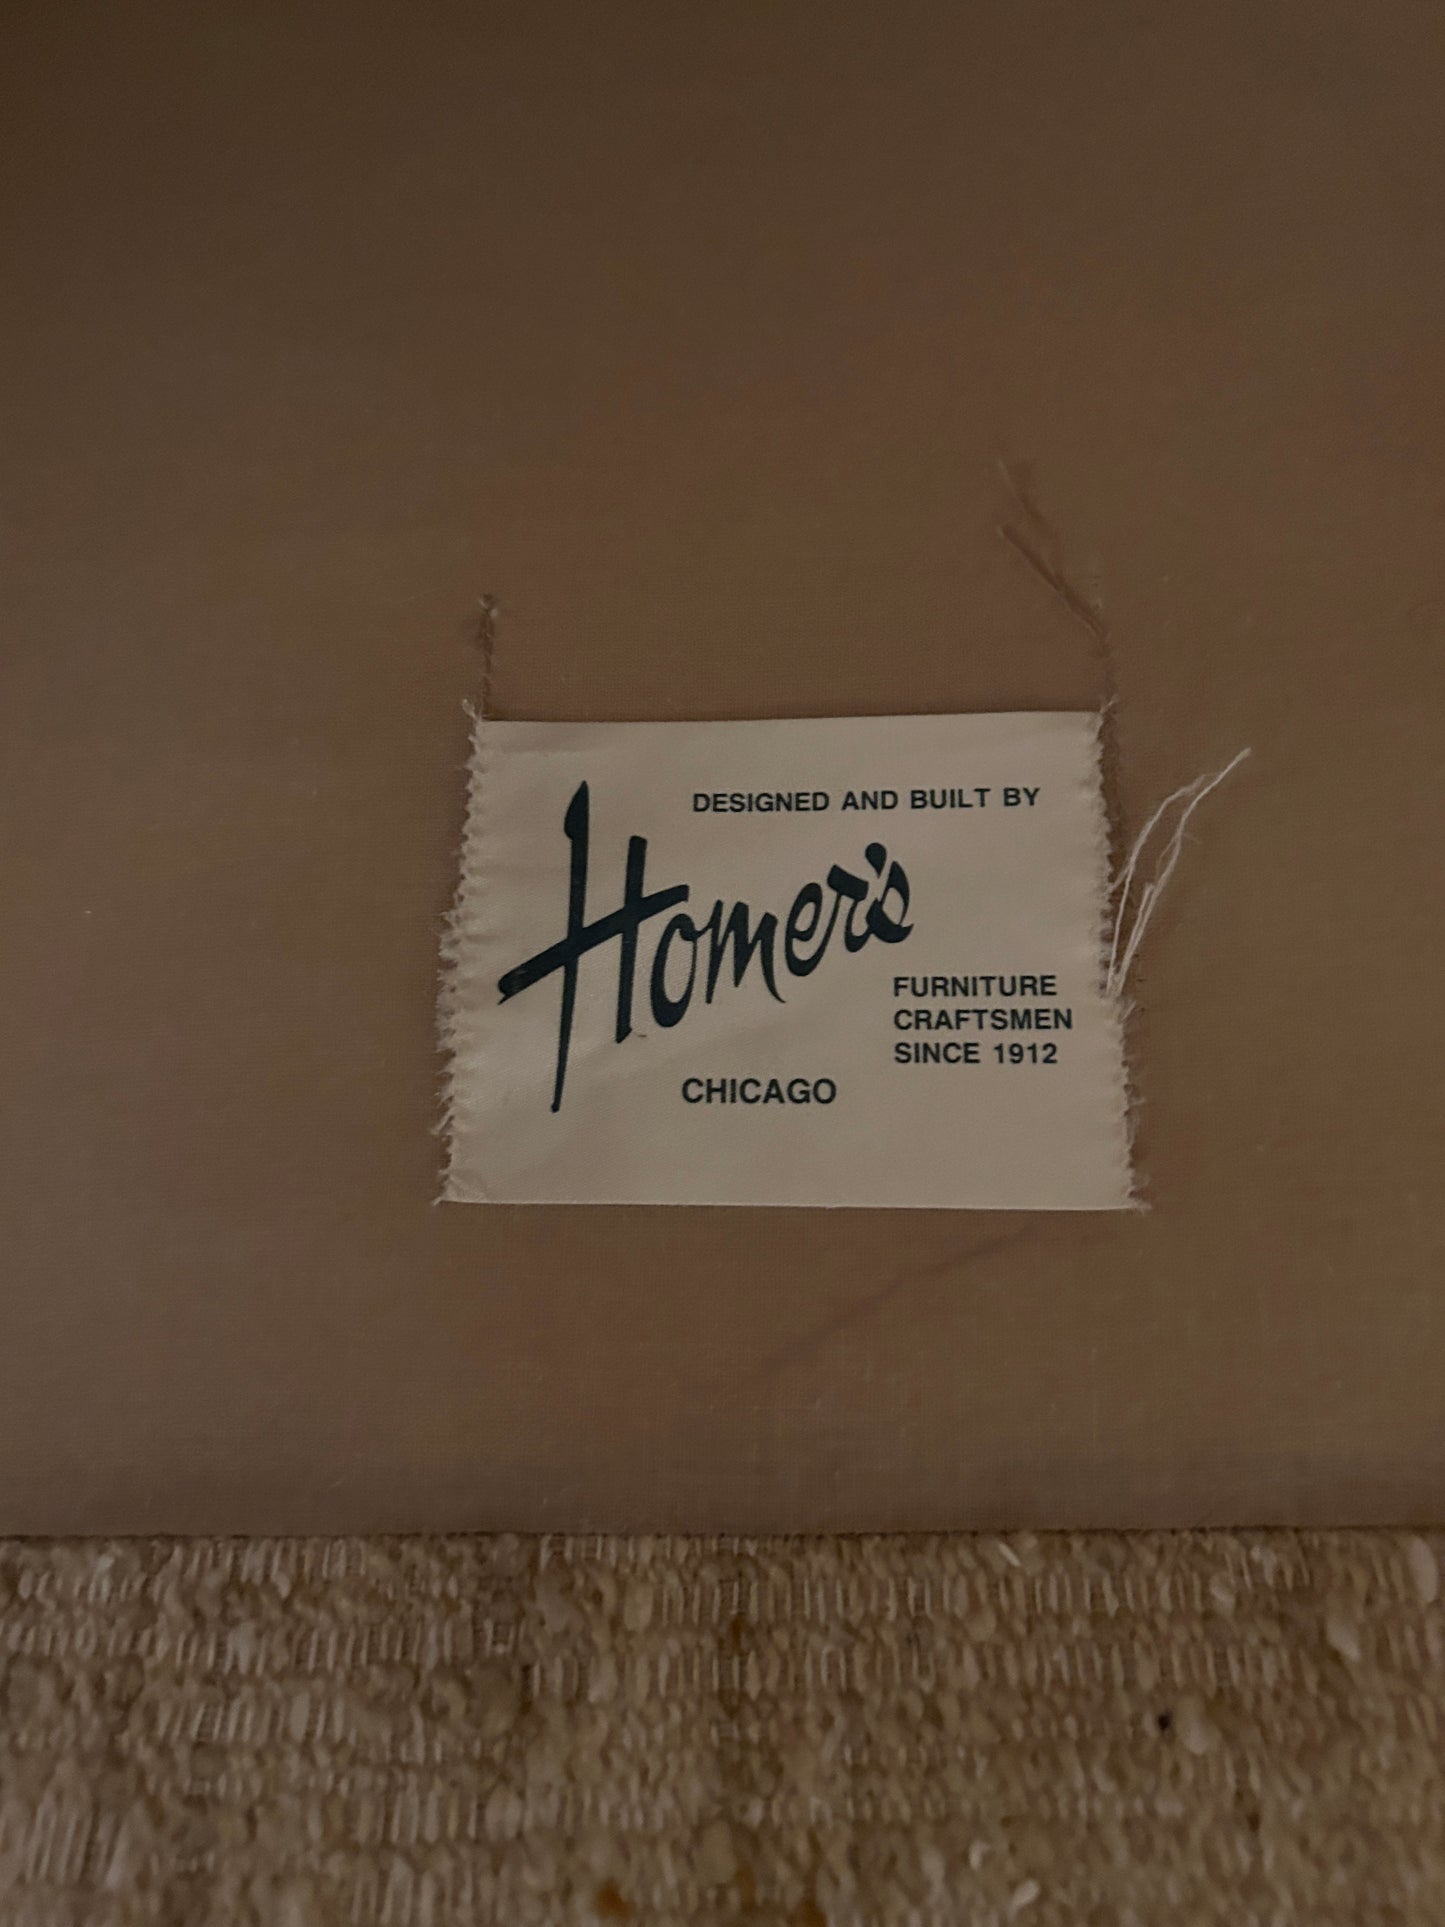 DESIGNED AND BUILT BY
Homer's
FURNITURE
CRAFTSMEN
SINCE 1912
CHICAGO